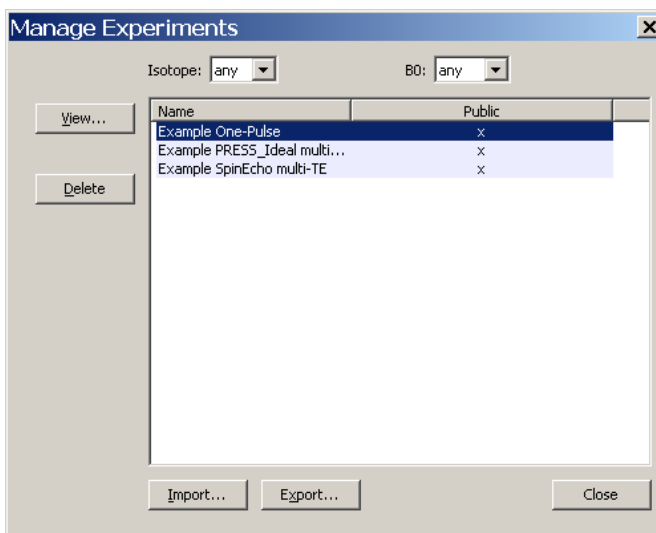 Manage Experiments
Isotope: any B0: any
View...
Delete
Name Public
Example One-Pulse x
Example PRESS_Ideal multi... x
Example SpinEcho multi-TE x
Import... Export... Close